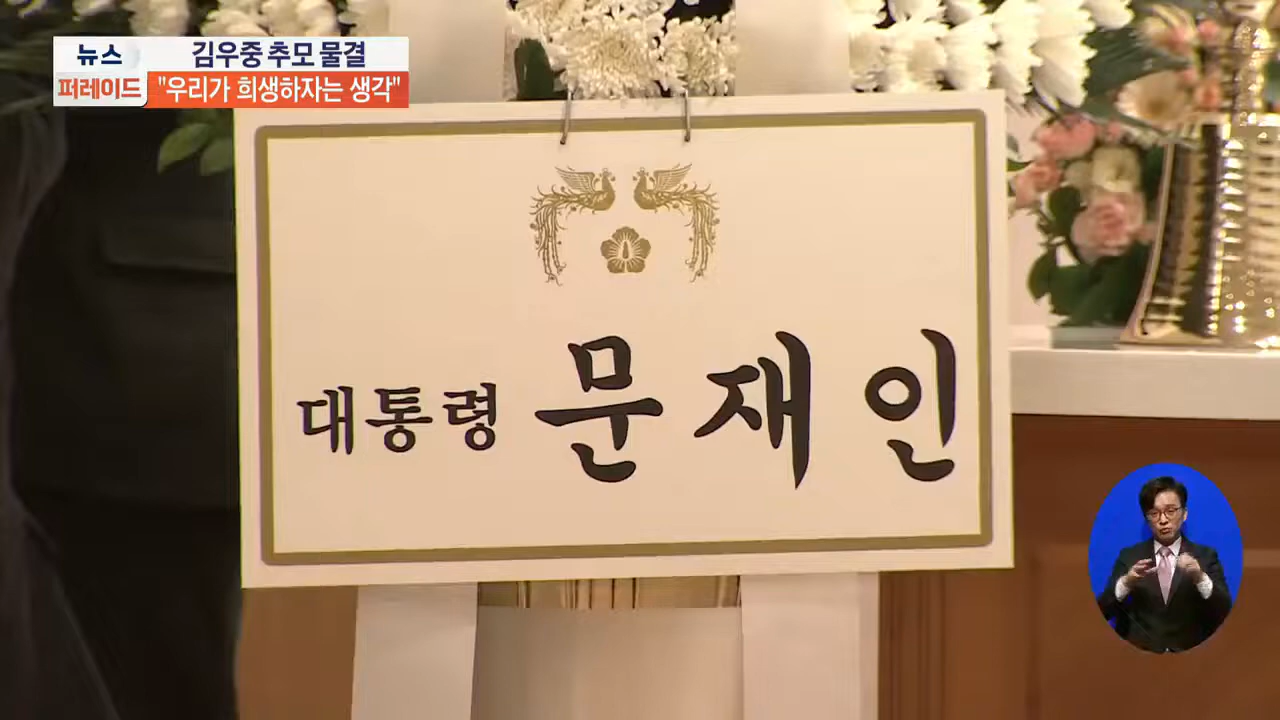 뉴스
퍼레이드
김우중 추모 물결
"우리가 희생하자는 생각"
대통령 문재인